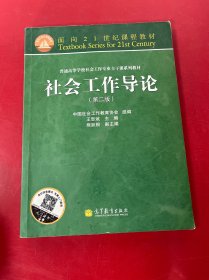 面向21世纪课程教材
Textbook Series for 21st Century
普通高等学校社会工作专业主干课系列教材
社会工作导论
(第二版)
中国社会工作教育协会 组编
王思斌 主编
高等教育出版社